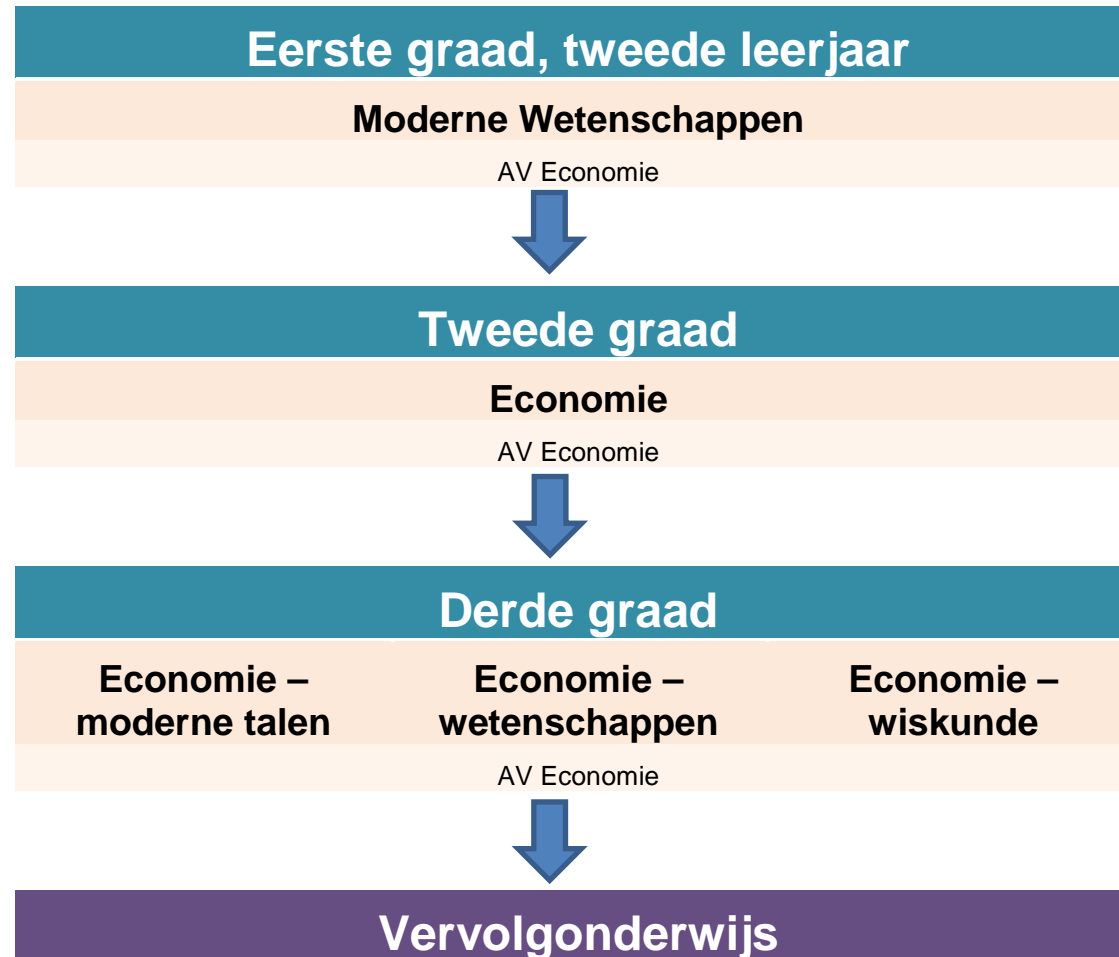 Eerste graad, tweede leerjaar
Moderne Wetenschappen
AV Economie
Tweede graad
Economie
AV Economie
Derde graad
Economie –
moderne talen
Economie –
wetenschappen
Economie –
wiskunde
AV Economie
Vervolgonderwijs